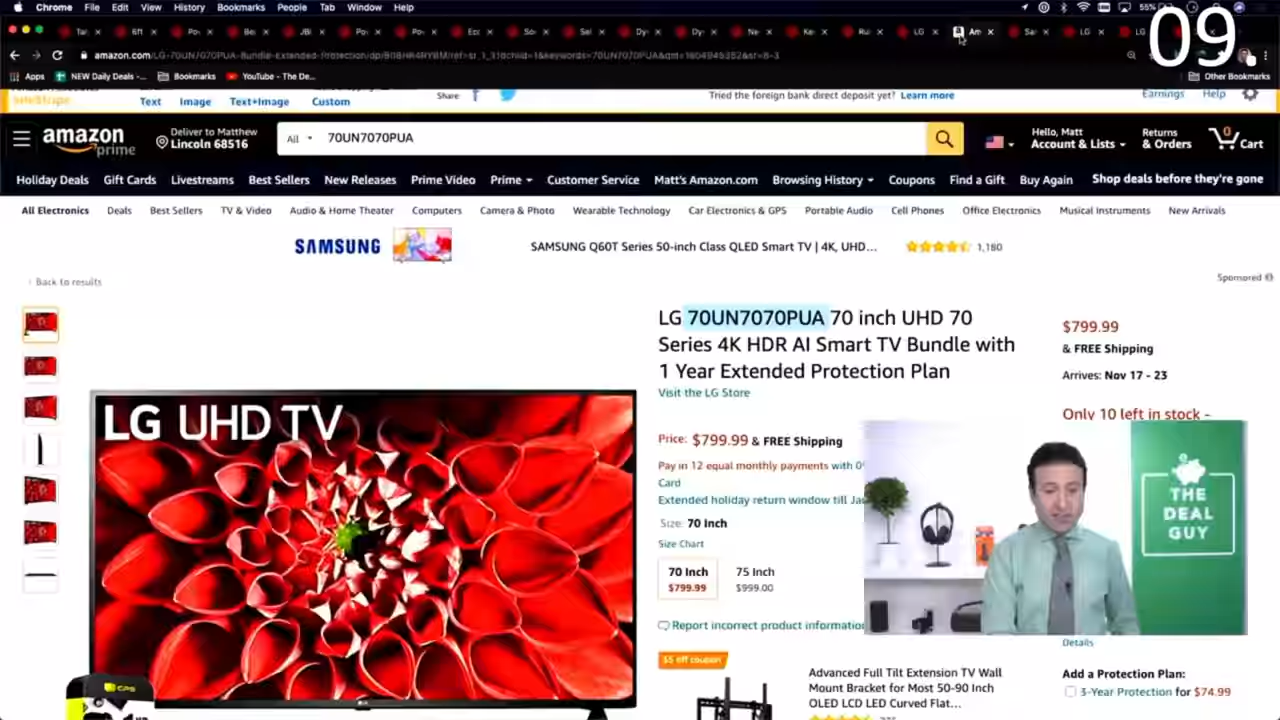 Chrome File Edit View History Bookmarks People Tab Window Help
55%
09.
Apps NEW Daily Deals -... Bookmarks YouTube - The De... Other Bookmarks
Text Image Text+Image Custom Share: Tried the foreign bank direct deposit yet? Learn more Earnings Help
amazon prime
Deliver to Matthew
Lincoln 68516
All 70UN7070PUA
Hello, Matt
Account & Lists
Returns
& Orders
0
Cart
Holiday Deals Gift Cards Livestreams Best Sellers New Releases Prime Video Prime Customer Service Matt's Amazon.com Browsing History Coupons Find a Gift Buy Again Shop deals before they're gone
All Electronics Deals Best Sellers TV & Video Audio & Home Theater Computers Camera & Photo Wearable Technology Car Electronics & GPS Portable Audio Cell Phones Office Electronics Musical Instruments New Arrivals
SAMSUNG SAMSUNG Q60T Series 50-inch Class QLED Smart TV | 4K, UHD... 1,180
Sponsored
‹ Back to results
LG UHD TV
CPS
LG 70UN7070PUA 70 inch UHD 70
Series 4K HDR AI Smart TV Bundle with
1 Year Extended Protection Plan
Visit the LG Store
Price: $799.99 & FREE Shipping
Pay in 12 equal monthly payments with 0
Card
Extended holiday return window till Ja
Size: 70 Inch
Size Chart
70 Inch
$799.99
75 Inch
$999.00
Report incorrect product information
$5 off coupon
Advanced Full Tilt Extension TV Wall
Mount Bracket for Most 50-90 Inch
OLED LCD LED Curved Flat...
$799.99
& FREE Shipping
Arrives: Nov 17 - 23
Only 10 left in stock -
THE
DEAL
GUY
Details
Add a Protection Plan:
3-Year Protection for $74.99